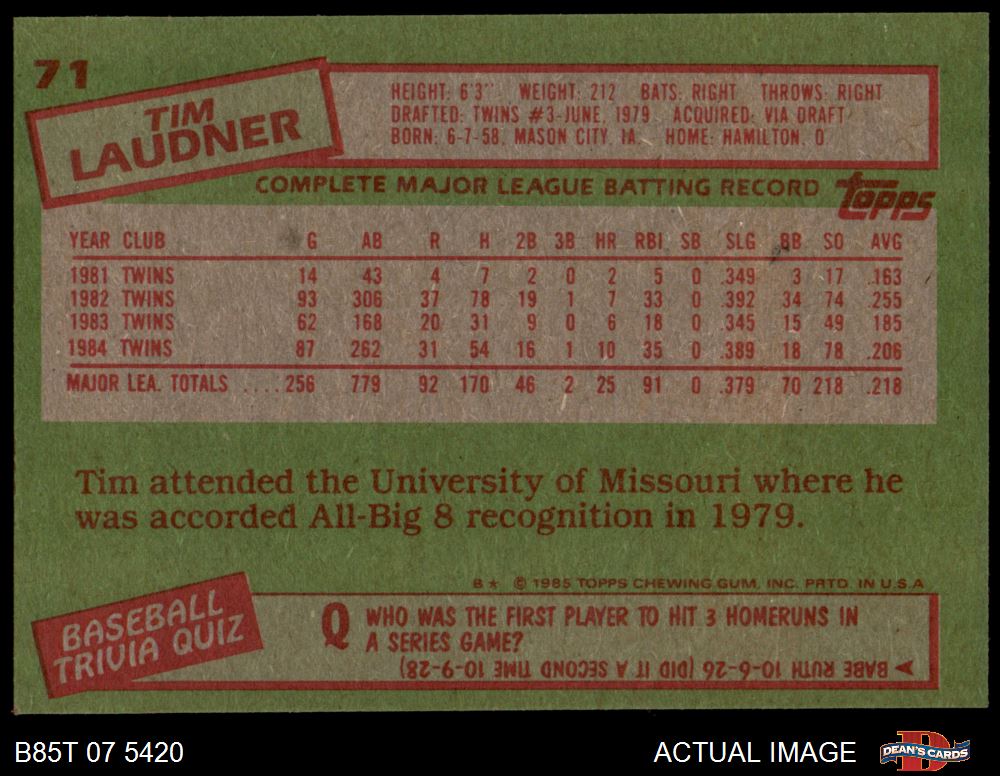 71
TIM
LAUDNER
HEIGHT: 6'3" WEIGHT: 212 BATS: RIGHT THROWS: RIGHT
DRAFTED: TWINS #3-JUNE, 1979 ACQUIRED: VIA DRAFT
BORN: 6-7-58, MASON CITY, IA. HOME: HAMILTON, O.
COMPLETE MAJOR LEAGUE BATTING RECORD
TOPPS
YEAR CLUB G AB R H 2B 3B HR RBI SB SLG BB SO AVG
1981 TWINS 14 43 4 7 2 0 2 5 0 .349 3 17 .163
1982 TWINS 93 306 37 78 19 1 7 33 0 .392 34 74 .255
1983 TWINS 62 168 20 31 9 0 6 18 0 .345 15 49 .185
1984 TWINS 87 262 31 54 16 1 10 35 0 .389 18 78 .206
MAJOR LEA. TOTALS ....256 779 92 170 46 2 25 91 0 .379 70 218 .218
Tim attended the University of Missouri where he
was accorded All-Big 8 recognition in 1979.
B★ © 1985 TOPPS CHEWING GUM, INC. PRTD. IN U.S.A.
BASEBALL
TRIVIA QUIZ
Q WHO WAS THE FIRST PLAYER TO HIT 3 HOMERUNS IN
A SERIES GAME?
➤ BABE RUTH 10-6-26 (DID IT A SECOND TIME 10-9-28)
B85T 07 5420
ACTUAL IMAGE
D
DEAN'S CARDS